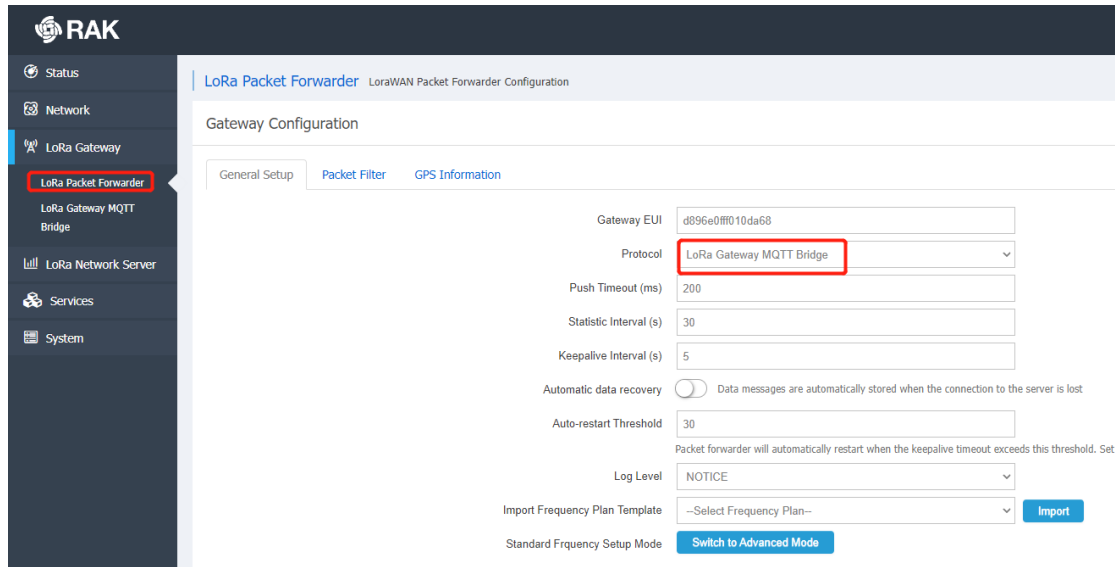 RAK
Status
Network
LoRa Gateway
LoRa Packet Forwarder
LoRa Gateway MQTT
Bridge
LoRa Network Server
Services
System
LoRa Packet Forwarder LoraWAN Packet Forwarder Configuration
Gateway Configuration
General Setup Packet Filter GPS Information
Gateway EUI d896e0fff010da68
Protocol LoRa Gateway MQTT Bridge
Push Timeout (ms) 200
Statistic Interval (s) 30
Keepalive Interval (s) 5
Automatic data recovery Data messages are automatically stored when the connection to the server is lost
Auto-restart Threshold 30
Packet forwarder will automatically restart when the keepalive timeout exceeds this threshold. Set
Log Level NOTICE
Import Frequency Plan Template --Select Frequency Plan-- Import
Standard Frquency Setup Mode Switch to Advanced Mode